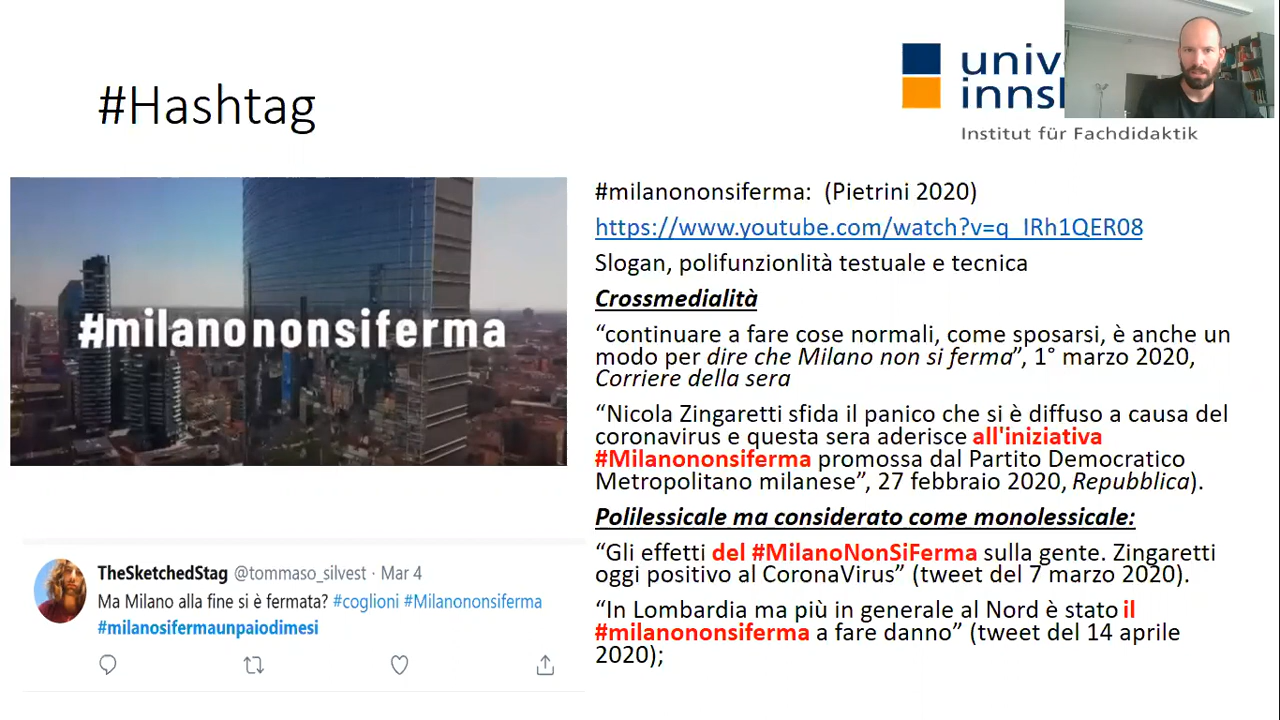 #Hashtag
Institut für Fachdidaktik
#milanononsiferma
TheSketchedStag @tommaso_silvest · Mar 4
Ma Milano alla fine si è fermata? #coglioni #Milanononsiferma
#milanosifermaunpaiodimesi
#milanononsiferma:  (Pietrini 2020)
https://www.youtube.com/watch?v=q_IRh1QER08
Slogan, polifunzionlità testuale e tecnica
Crossmedialità
“continuare a fare cose normali, come sposarsi, è anche un
modo per dire che Milano non si ferma”, 1° marzo 2020,
Corriere della sera
“Nicola Zingaretti sfida il panico che si è diffuso a causa del
coronavirus e questa sera aderisce all'iniziativa
#Milanononsiferma promossa dal Partito Democratico
Metropolitano milanese”, 27 febbraio 2020, Repubblica).
Polilessicale ma considerato come monolessicale:
“Gli effetti del #MilanoNonSiFerma sulla gente. Zingaretti
oggi positivo al CoronaVirus” (tweet del 7 marzo 2020).
“In Lombardia ma più in generale al Nord è stato il
#milanononsiferma a fare danno” (tweet del 14 aprile
2020);